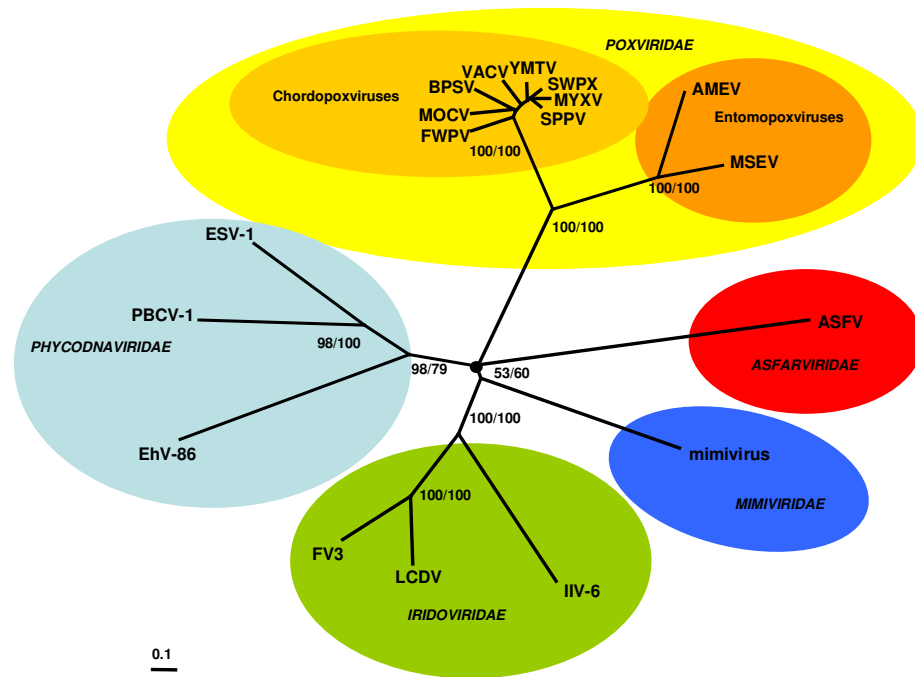 POXVIRIDAE
VACV
YMTV
BPSV
SWPX
Chordopoxviruses
MYXV
AMEV
MOCV
SPPV
Entomopoxviruses
FWPV
100/100
MSEV
100/100
100/100
ESV-1
PBCV-1
ASFV
98/100
PHYCODNAVIRIDAE
98/79
53/60
ASFARVIRIDAE
100/100
EhV-86
mimivirus
100/100
MIMIVIRIDAE
FV3
LCDV
IIV-6
IRIDOVIRIDAE
0.1